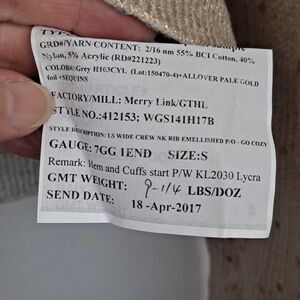 GRD#/YARN CONTENT: 2/16 nm 55% BCI Cotton, 40%
Nylon, 5% Acrylic (RD#221223)
COLOR#:Grey H103CYL (Lot:150470-4)+ALLOVER PALE GOLD
foil +SEQUINS
FACTORY/MILL: Merry Link/GTHL
STYLE NO.:412153; WGS141H17B
STYLE DESCRIPTION: LS WIDE CREW NK RIB EMELLISHED P/O - GO COZY
GAUGE: 7GG 1END SIZE:S
Remark: Hem and Cuffs start P/W KL2030 Lycra
GMT WEIGHT: 9-1/4 LBS/DOZ
SEND DATE: 18-Apr-2017